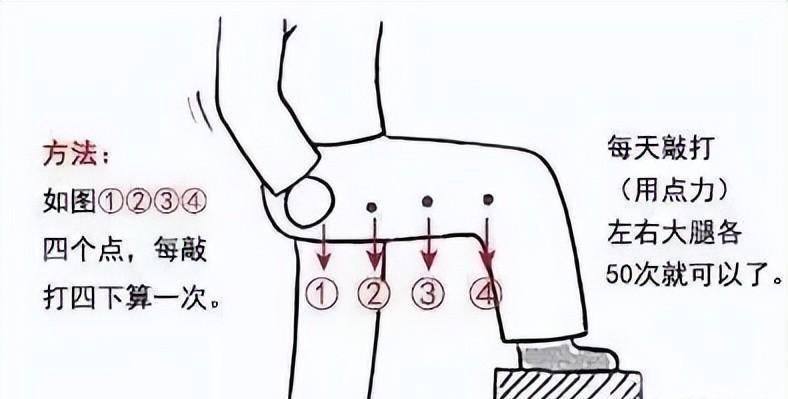 方法：
如图①②③④
四个点，每敲
打四下算一次。
①
②
③
④
每天敲打
（用点力）
左右大腿各
50次就可以了。